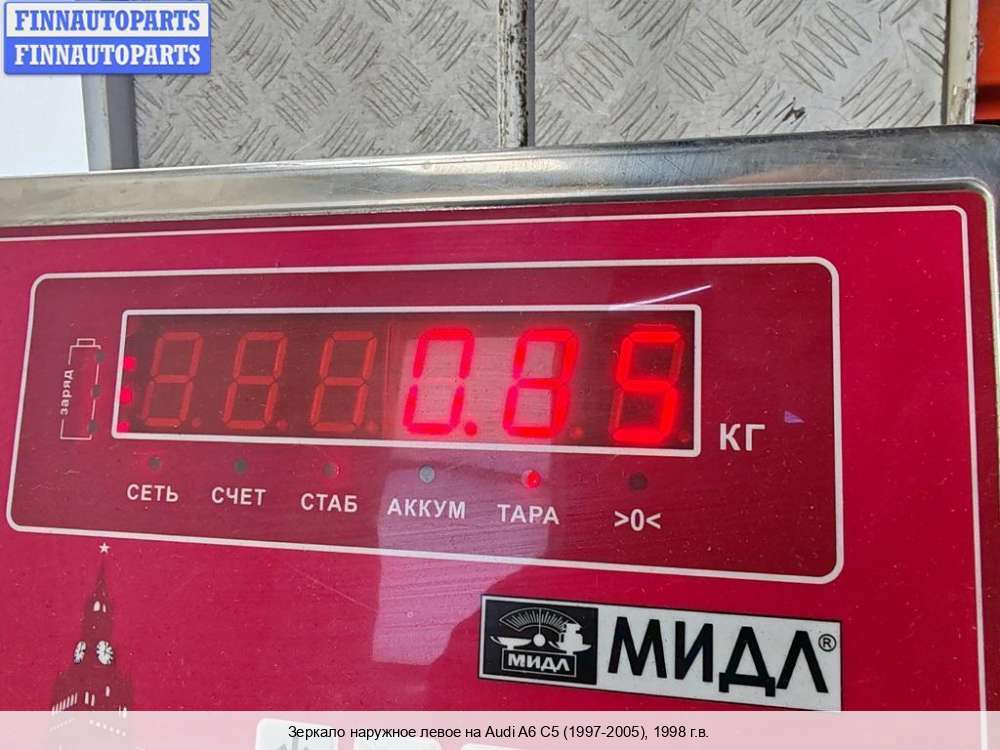 FINNAUTOPARTS
FINNAUTOPARTS
заряд
0.85
КГ
СЕТЬ СЧЕТ СТАБ АККУМ ТАРА >0<
МИДЛ
МИДЛ®
Зеркало наружное левое на Audi A6 C5 (1997-2005), 1998 г.в.